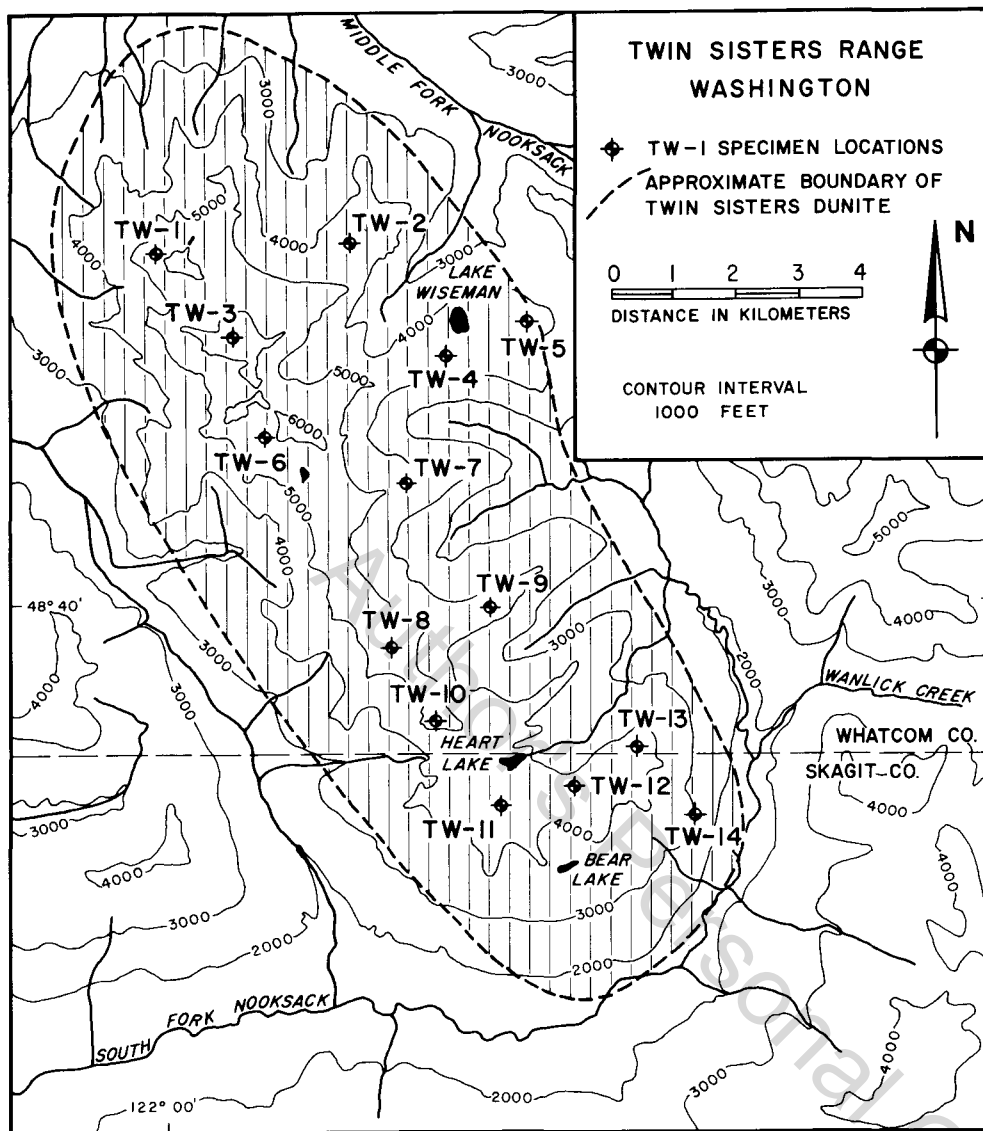 TWIN SISTERS RANGE
WASHINGTON
TW-1 SPECIMEN LOCATIONS
APPROXIMATE BOUNDARY OF
TWIN SISTERS DUNITE
N
0 1 2 3 4
DISTANCE IN KILOMETERS
CONTOUR INTERVAL
1000 FEET
MIDDLE FORK
NOOKSACK
3000
3000
5000
TW-1
TW-2
4000
4000
3000
LAKE
WISEMAN
TW-3
4000
TW-5
3000
TW-4
5000
6000
TW-6
TW-7
5000
5000
4000
48° 40'
TW-9
3000
4000
TW-8
3000
2000
3000
4000
3000
TW-10
TW-13
WANLICK CREEK
HEART
LAKE
WHATCOM CO.
SKAGIT CO.
TW-12
4000
3000
TW-11
4000
TW-14
BEAR
LAKE
4000
3000
3000
2000
2000
SOUTH FORK NOOKSACK
122° 00'
2000
3000
4000
Author's Personal